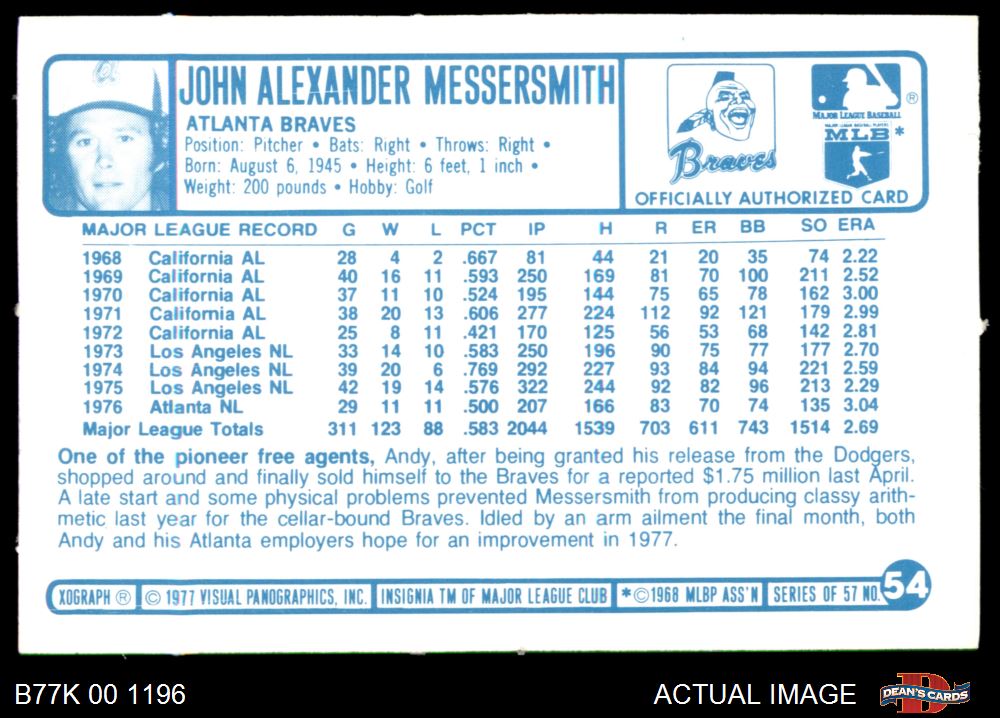 JOHN ALEXANDER MESSERSMITH
ATLANTA BRAVES
Position: Pitcher • Bats: Right • Throws: Right •
Born: August 6, 1945 • Height: 6 feet, 1 inch •
Weight: 200 pounds • Hobby: Golf
Braves
MAJOR LEAGUE BASEBALL ®
MAJOR LEAGUE BASEBALL PLAYERS
MLB*
OFFICIALLY AUTHORIZED CARD
MAJOR LEAGUE RECORD G W L PCT IP H R ER BB SO ERA
1968 California AL 28 4 2 .667 81 44 21 20 35 74 2.22
1969 California AL 40 16 11 .593 250 169 81 70 100 211 2.52
1970 California AL 37 11 10 .524 195 144 75 65 78 162 3.00
1971 California AL 38 20 13 .606 277 224 112 92 121 179 2.99
1972 California AL 25 8 11 .421 170 125 56 53 68 142 2.81
1973 Los Angeles NL 33 14 10 .583 250 196 90 75 77 177 2.70
1974 Los Angeles NL 39 20 6 .769 292 227 93 84 94 221 2.59
1975 Los Angeles NL 42 19 14 .576 322 244 92 82 96 213 2.29
1976 Atlanta NL 29 11 11 .500 207 166 83 70 74 135 3.04
Major League Totals 311 123 88 .583 2044 1539 703 611 743 1514 2.69
One of the pioneer free agents, Andy, after being granted his release from the Dodgers,
shopped around and finally sold himself to the Braves for a reported $1.75 million last April.
A late start and some physical problems prevented Messersmith from producing classy arith-
metic last year for the cellar-bound Braves. Idled by an arm ailment the final month, both
Andy and his Atlanta employers hope for an improvement in 1977.
XOGRAPH ® © 1977 VISUAL PANOGRAPHICS, INC. INSIGNIA TM OF MAJOR LEAGUE CLUB *©1968 MLBP ASS'N SERIES OF 57 NO. 54
B77K 00 1196 ACTUAL IMAGE DEAN'S CARDS